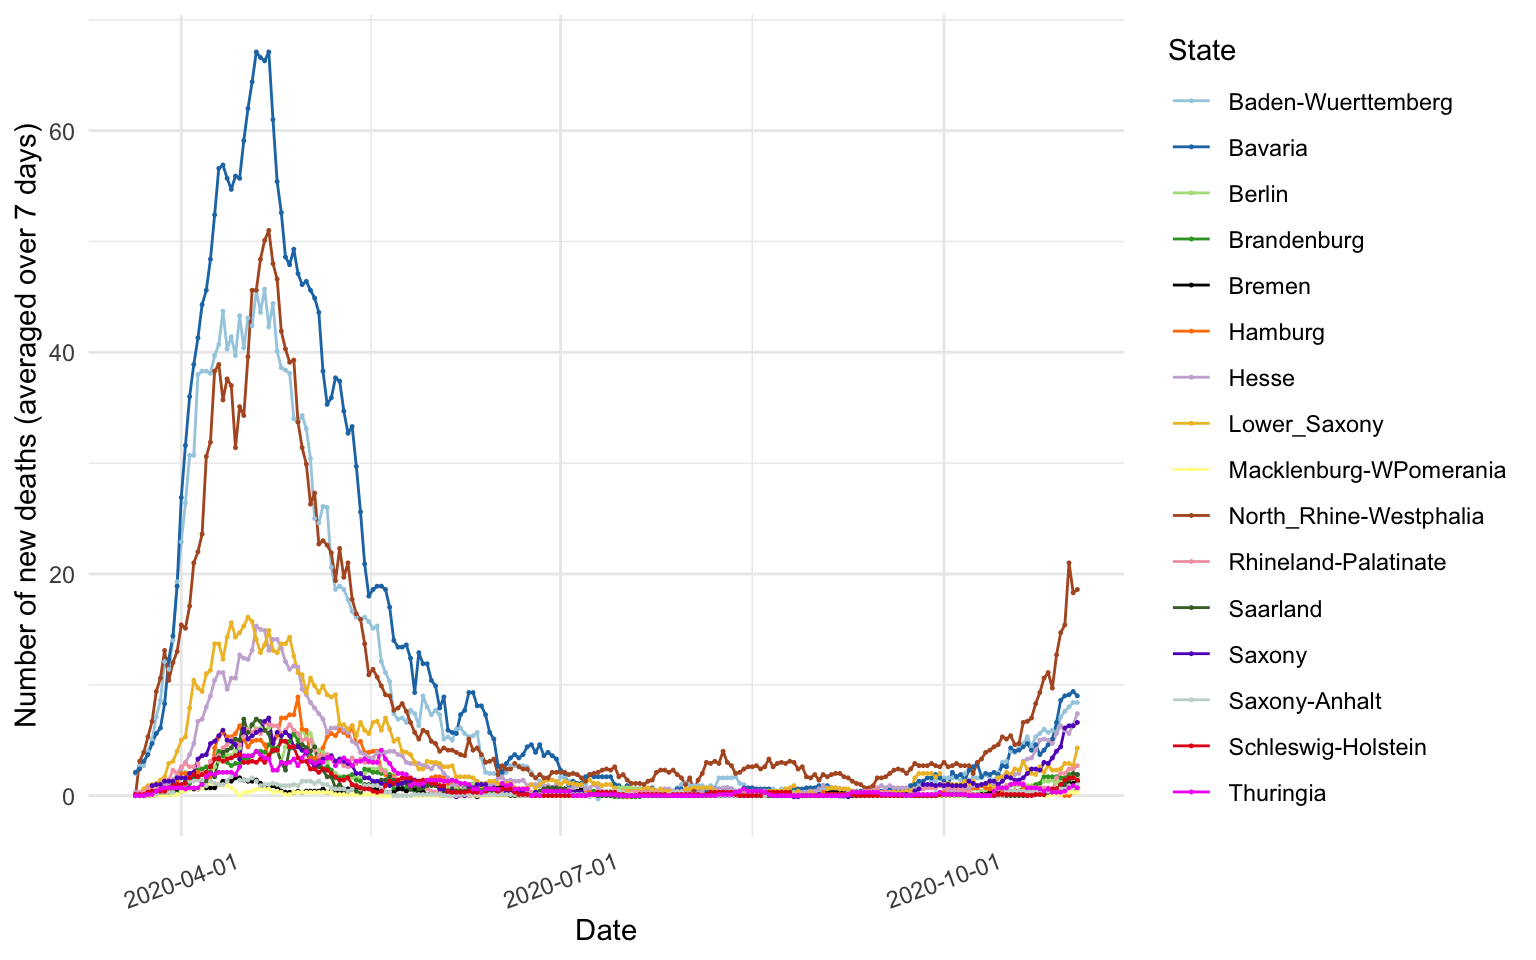 State
Baden-Wuerttemberg
Bavaria
Berlin
Brandenburg
Bremen
Hamburg
Hesse
Lower_Saxony
Macklenburg-WPomerania
North_Rhine-Westphalia
Rhineland-Palatinate
Saarland
Saxony
Saxony-Anhalt
Schleswig-Holstein
Thuringia
Number of new deaths (averaged over 7 days)
60
40
20
0
2020-04-01
2020-07-01
2020-10-01
Date